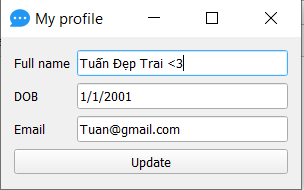 My profile
Full name Tuấn Đẹp Trai <3
DOB 1/1/2001
Email Tuan@gmail.com
Update